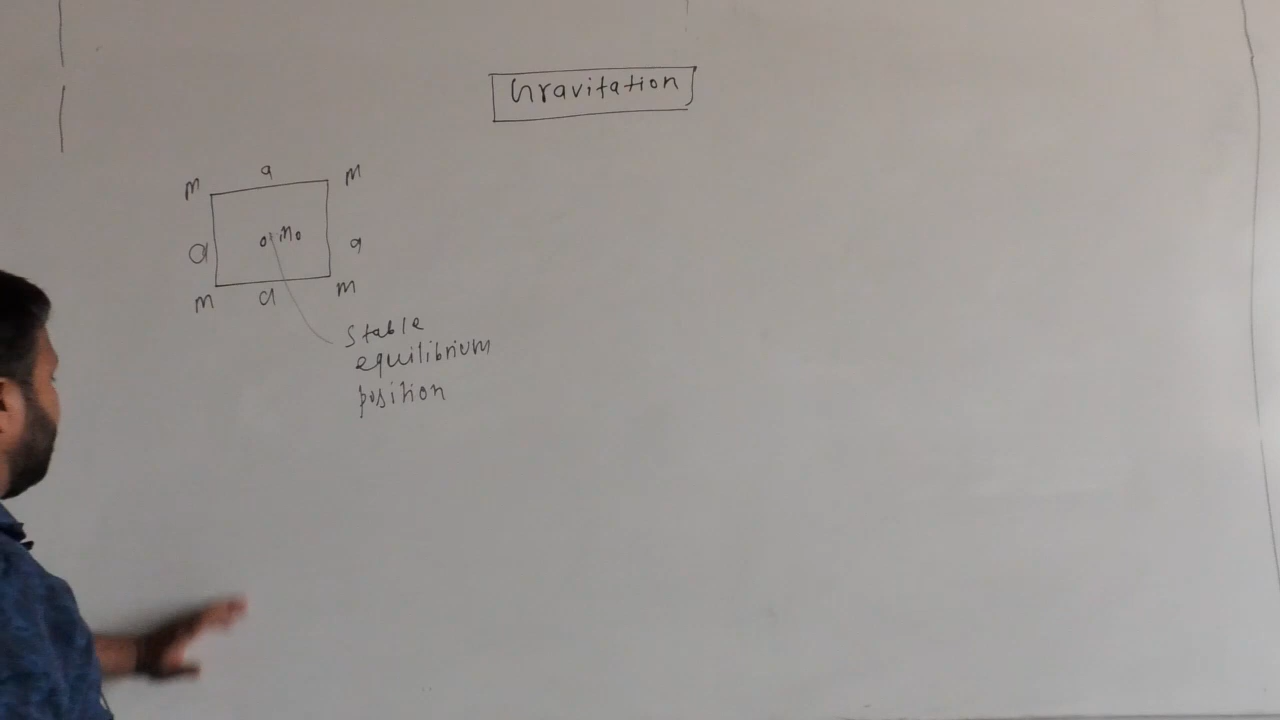 Gravitation
a
m m
a m₀ a
m a m
Stable
equilibrium
position